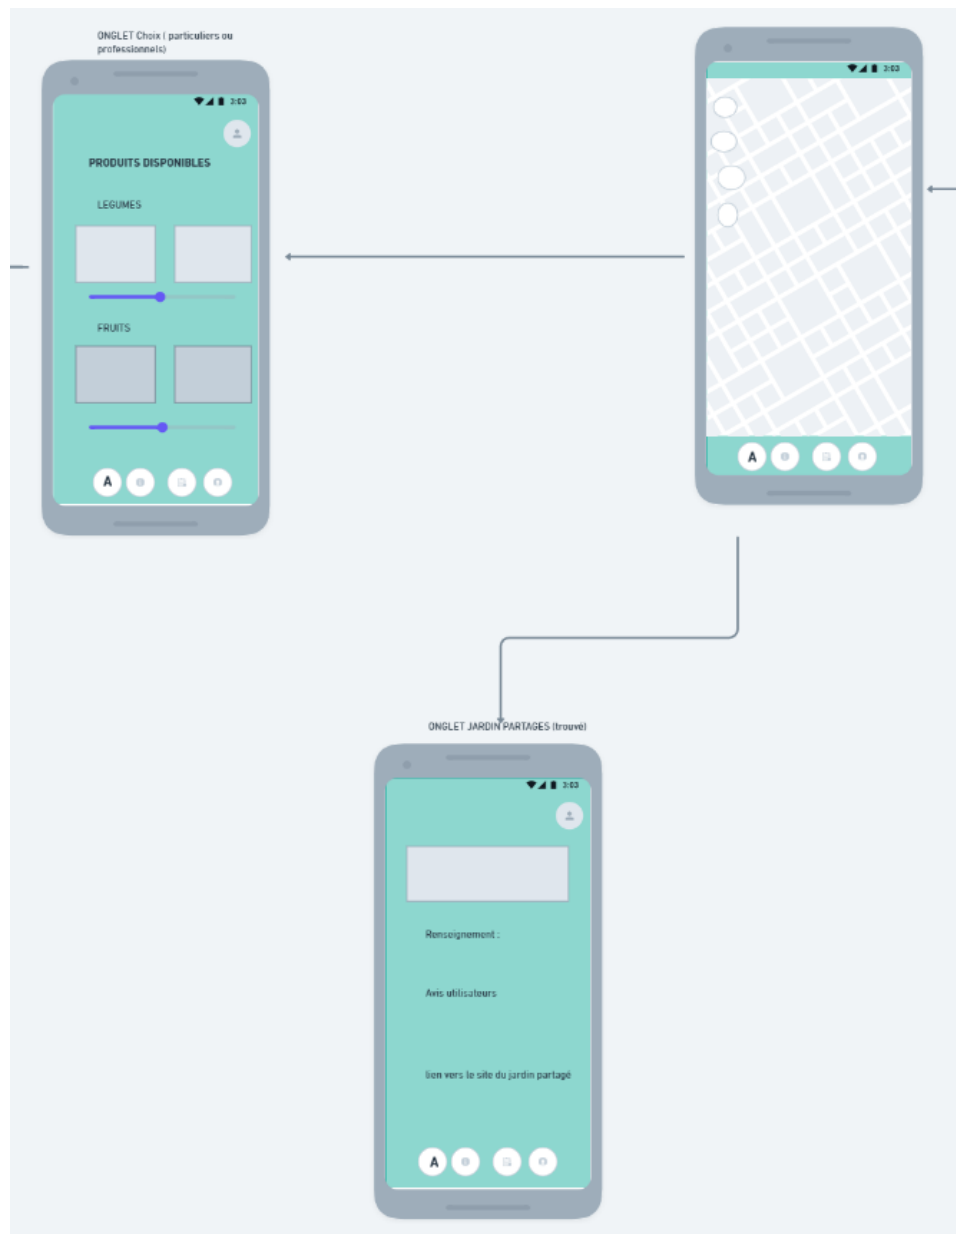 ONGLET Choix ( particuliers ou
professionnels)
3:03
PRODUITS DISPONIBLES
LEGUMES
FRUITS
A
3:03
A
ONGLET JARDIN PARTAGES (trouvé)
3:03
Renseignement :
Avis utilisateurs
lien vers le site du jardin partagé
A